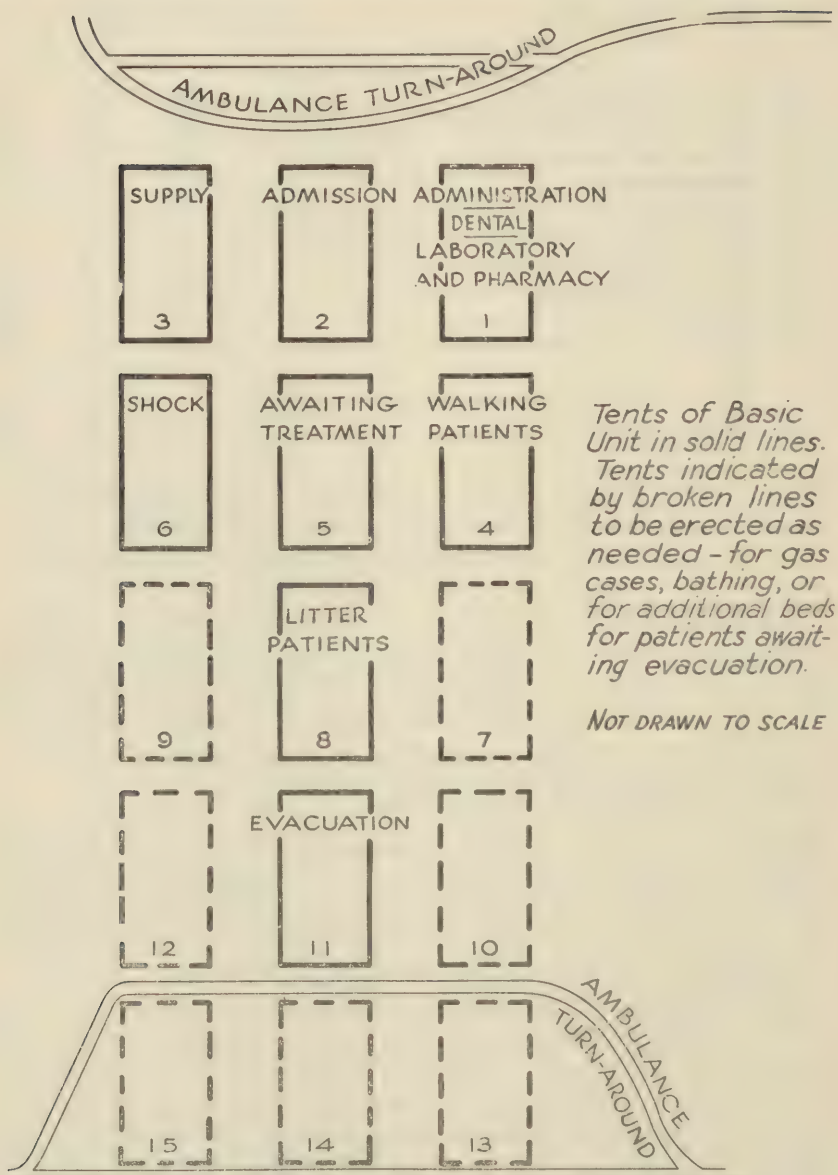 AMBULANCE TURN-AROUND
SUPPLY
3
ADMISSION
2
ADMINISTRATION
DENTAL
LABORATORY
AND PHARMACY
1
SHOCK
6
AWAITING
TREATMENT
5
WALKING
PATIENTS
4
Tents of Basic
Unit in solid lines.
Tents indicated
by broken lines
to be erected as
needed - for gas
cases, bathing, or
for additional beds
for patients await-
ing evacuation.
NOT DRAWN TO SCALE
9
LITTER
PATIENTS
8
7
12
EVACUATION
11
10
AMBULANCE
TURN-AROUND
15
14
13